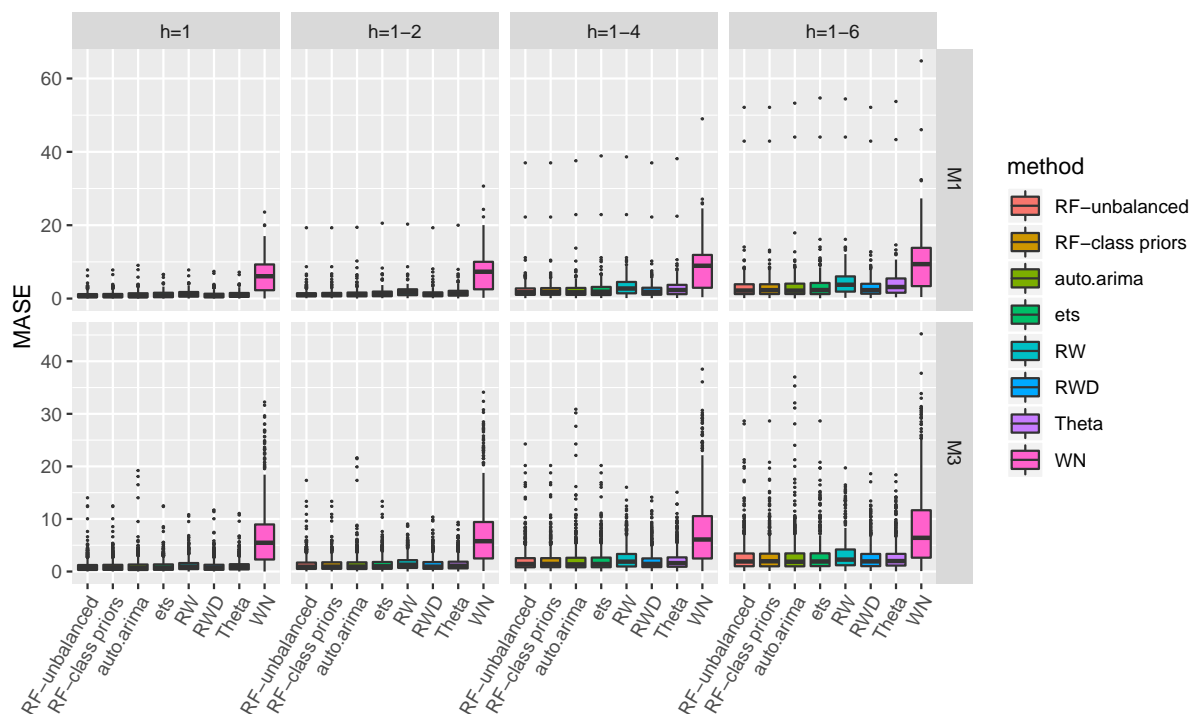 h=1 h=1−2 h=1−4 h=1−6
MASE
60
40
20
0
M1
40
30
20
10
0
M3
RF−unbalanced RF−class priors auto.arima ets RW RWD Theta WN
RF−unbalanced RF−class priors auto.arima ets RW RWD Theta WN
RF−unbalanced RF−class priors auto.arima ets RW RWD Theta WN
RF−unbalanced RF−class priors auto.arima ets RW RWD Theta WN
method
RF−unbalanced
RF−class priors
auto.arima
ets
RW
RWD
Theta
WN